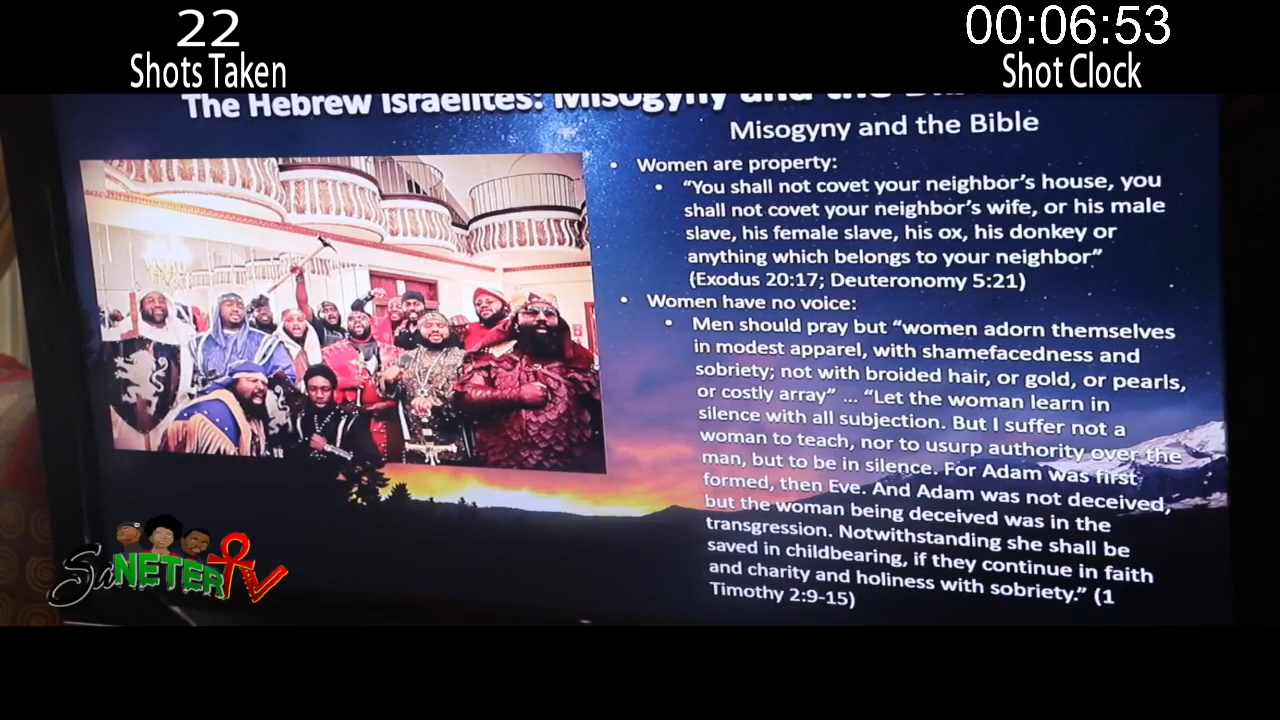 22
Shots Taken
00:06:53
Shot Clock
The Hebrew Israelites: Misogyny and the
Misogyny and the Bible
• Women are property:
• “You shall not covet your neighbor’s house, you
shall not covet your neighbor’s wife, or his male
slave, his female slave, his ox, his donkey or
anything which belongs to your neighbor”
(Exodus 20:17; Deuteronomy 5:21)
• Women have no voice:
• Men should pray but “women adorn themselves
in modest apparel, with shamefacedness and
sobriety; not with broided hair, or gold, or pearls,
or costly array” ... “Let the woman learn in
silence with all subjection. But I suffer not a
woman to teach, nor to usurp authority over the
man, but to be in silence. For Adam was first
formed, then Eve. And Adam was not deceived,
but the woman being deceived was in the
transgression. Notwithstanding she shall be
saved in childbearing, if they continue in faith
and charity and holiness with sobriety.” (1
Timothy 2:9-15)
SaNETERTV